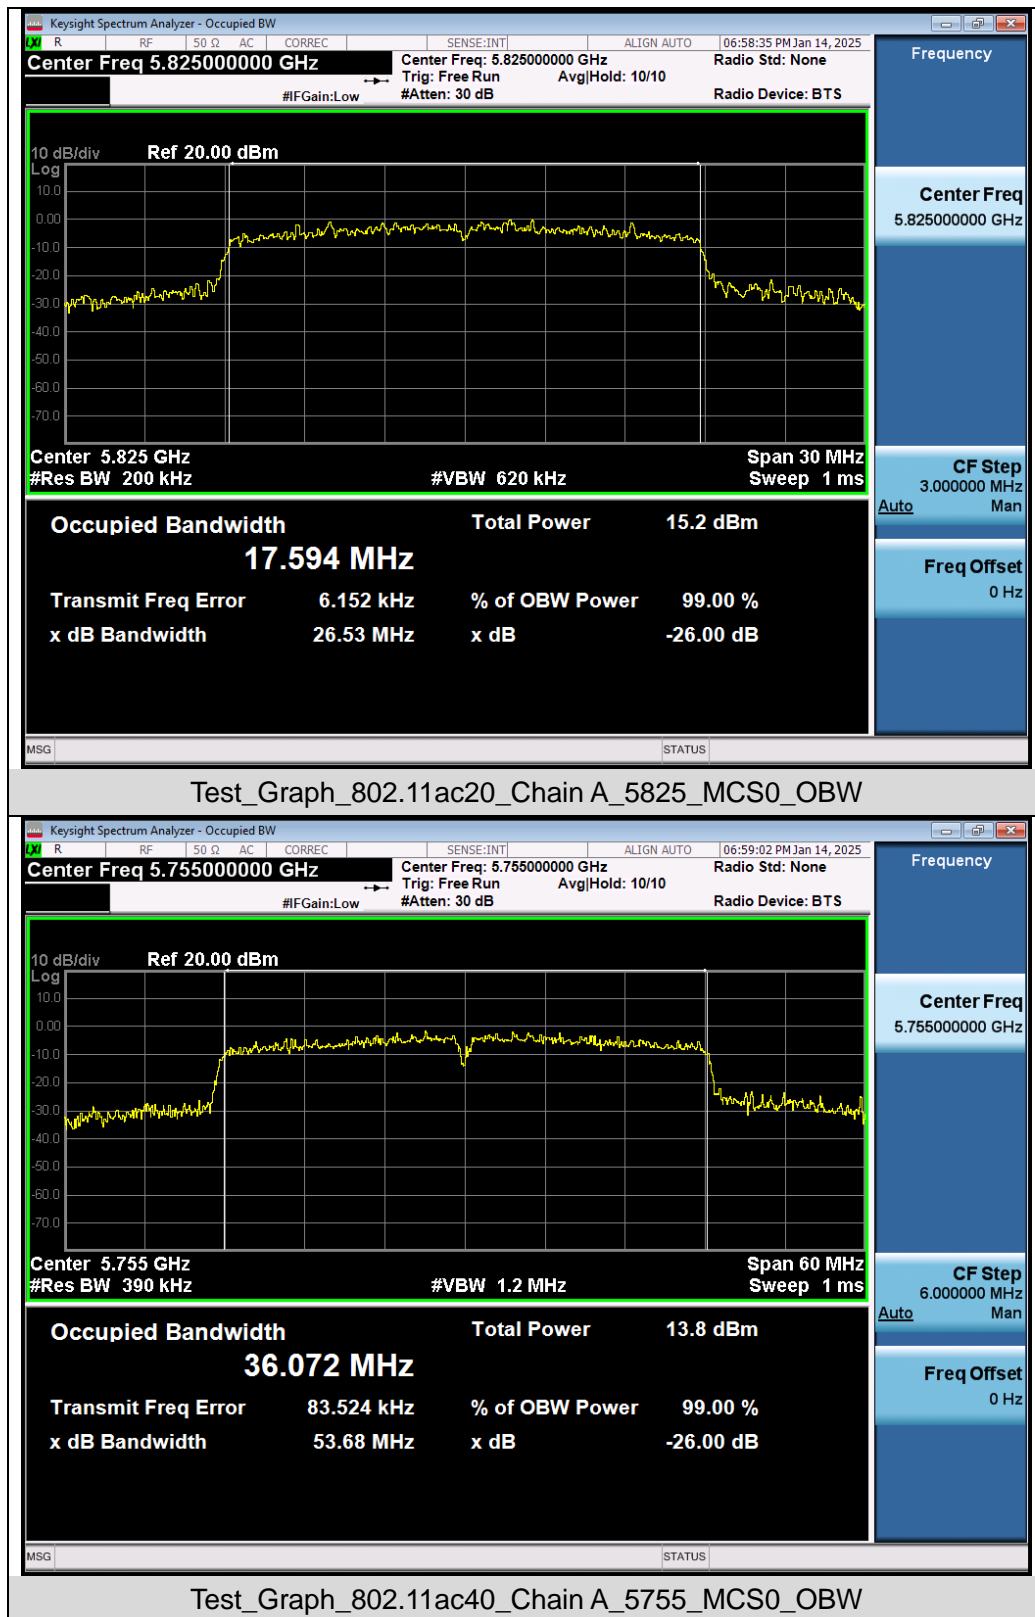 Keysight Spectrum Analyzer - Occupied BW
LXI R RF 50 Ω AC CORREC SENSE:INT ALIGN AUTO 06:58:35 PM Jan 14, 2025
Center Freq 5.825000000 GHz
Center Freq: 5.825000000 GHz
Radio Std: None
Trig: Free Run Avg|Hold: 10/10
#IFGain:Low
#Atten: 30 dB
Radio Device: BTS
Frequency
10 dB/div Ref 20.00 dBm
Log
10.0
0.00
-10.0
-20.0
-30.0
-40.0
-50.0
-60.0
-70.0
Center Freq
5.825000000 GHz
Center 5.825 GHz Span 30 MHz
#Res BW 200 kHz #VBW 620 kHz Sweep 1 ms
CF Step
3.000000 MHz
Auto Man
Occupied Bandwidth Total Power 15.2 dBm
17.594 MHz
Freq Offset
0 Hz
Transmit Freq Error 6.152 kHz % of OBW Power 99.00 %
x dB Bandwidth 26.53 MHz x dB -26.00 dB
MSG STATUS
Test_Graph_802.11ac20_Chain A_5825_MCS0_OBW
Keysight Spectrum Analyzer - Occupied BW
LXI R RF 50 Ω AC CORREC SENSE:INT ALIGN AUTO 06:59:02 PM Jan 14, 2025
Center Freq 5.755000000 GHz
Center Freq: 5.755000000 GHz
Radio Std: None
Trig: Free Run Avg|Hold: 10/10
#IFGain:Low
#Atten: 30 dB
Radio Device: BTS
Frequency
10 dB/div Ref 20.00 dBm
Log
10.0
0.00
-10.0
-20.0
-30.0
-40.0
-50.0
-60.0
-70.0
Center Freq
5.755000000 GHz
Center 5.755 GHz Span 60 MHz
#Res BW 390 kHz #VBW 1.2 MHz Sweep 1 ms
CF Step
6.000000 MHz
Auto Man
Occupied Bandwidth Total Power 13.8 dBm
36.072 MHz
Freq Offset
0 Hz
Transmit Freq Error 83.524 kHz % of OBW Power 99.00 %
x dB Bandwidth 53.68 MHz x dB -26.00 dB
MSG STATUS
Test_Graph_802.11ac40_Chain A_5755_MCS0_OBW